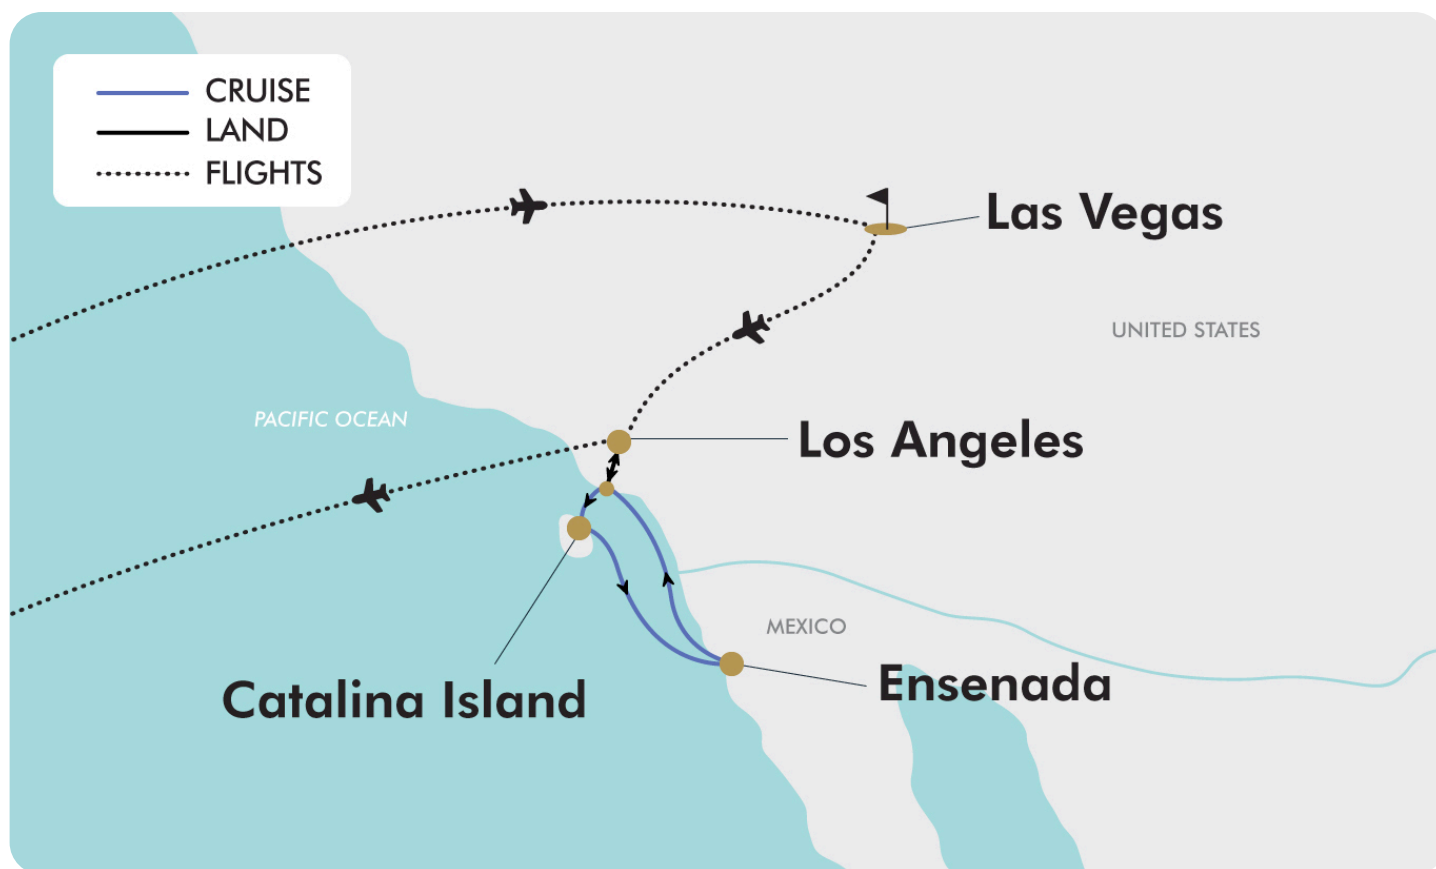 CRUISE
LAND
FLIGHTS
Las Vegas
UNITED STATES
PACIFIC OCEAN
Los Angeles
MEXICO
Catalina Island
Ensenada